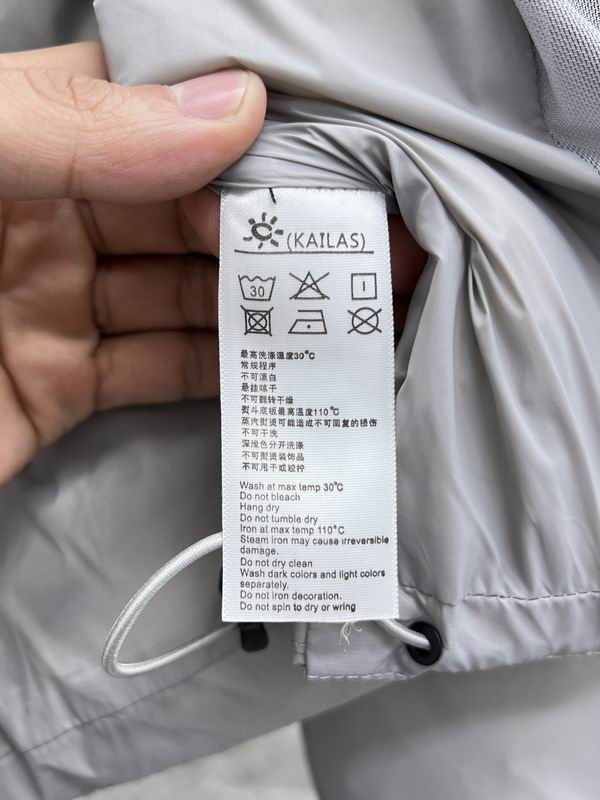 (KAILAS)
30
最高洗涤温度30°C
常规程序
不可漂白
悬挂晾干
不可翻转干燥
熨斗底板最高温度110°C
蒸汽熨烫可能造成不可回复的损伤
不可干洗
深浅色分开洗涤
不可熨烫装饰品
不可甩干或绞拧
Wash at max temp 30°C
Do not bleach
Hang dry
Do not tumble dry
Iron at max temp 110°C
Steam iron may cause irreversible
damage.
Do not dry clean
Wash dark colors and light colors
separately.
Do not iron decoration.
Do not spin to dry or wring